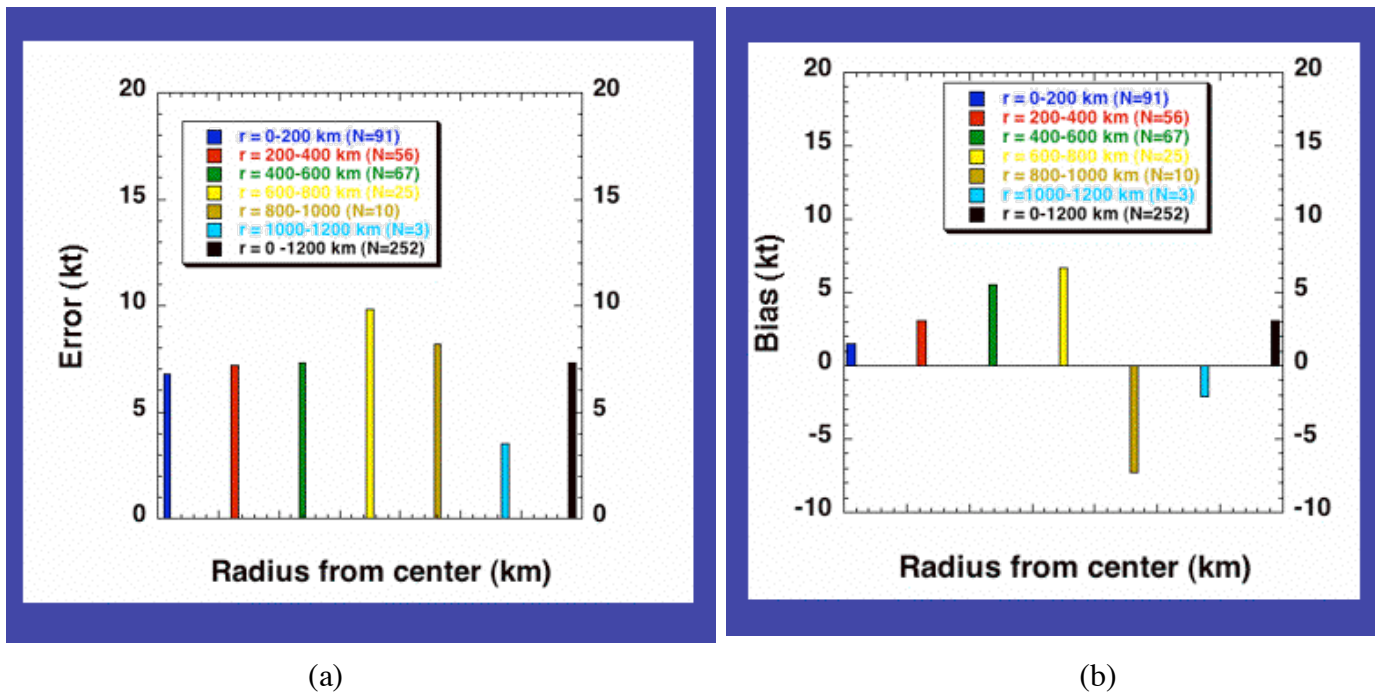 20
15
10
5
0
20
15
10
5
0
Error (kt)
r = 0-200 km (N=91)
r = 200-400 km (N=56)
r = 400-600 km (N=67)
r = 600-800 km (N=25)
r = 800-1000 (N=10)
r = 1000-1200 km (N=3)
r = 0 -1200 km (N=252)
Radius from center (km)
(a)
20
15
10
5
0
-5
-10
20
15
10
5
0
-5
-10
Bias (kt)
r = 0-200 km (N=91)
r = 200-400 km (N=56)
r = 400-600 km (N=67)
r = 600-800 km (N=25)
r = 800-1000 km (N=10)
r =1000-1200 km (N=3)
r = 0-1200 km (N=252)
Radius from center (km)
(b)